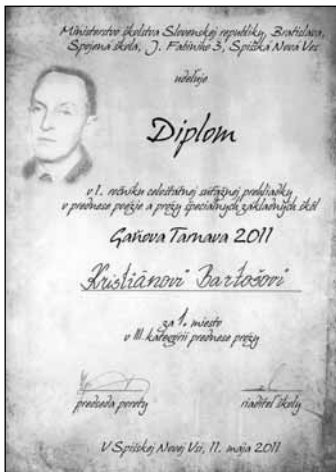 Ministerstvo školstva Slovenskej republiky, Bratislava,
Spojená škola, J. Fabiniho 3, Spišská Nová Ves
udeľuje
Diplom
v 1. ročníku celoštátnej súťažnej prehliadky
v prednese poézie a prózy špeciálnych základných škôl
Gaňova Tarnava 2011
Kristiánovi Bartošovi
za 1. miesto
v III. kategórii prednese prózy
predseda poroty
riaditeľ školy
V Spišskej Novej Vsi, 11. mája 2011